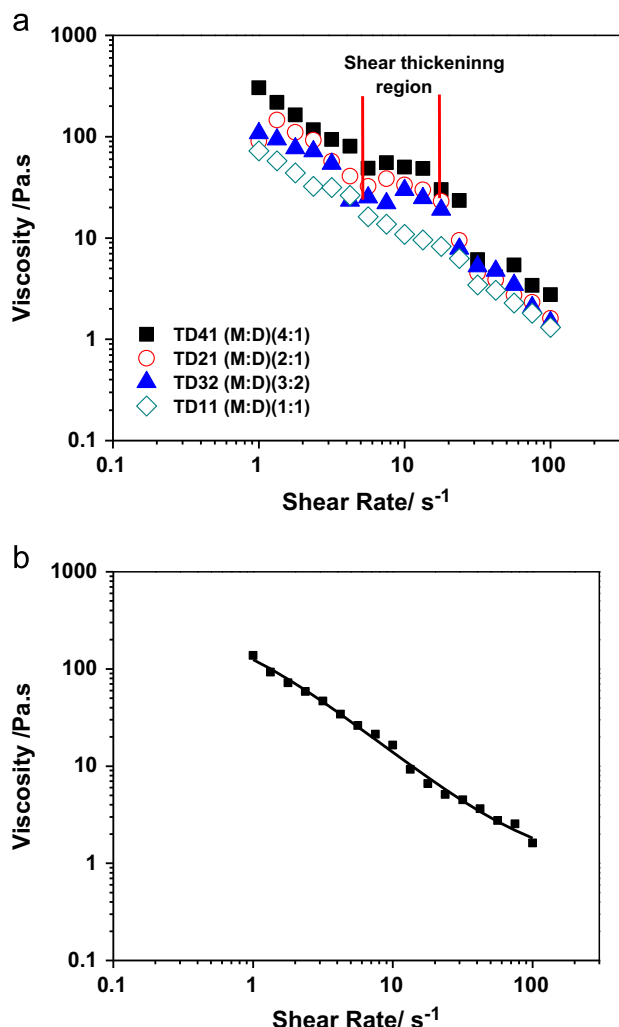 a
1000
Shear thickeninng
region
100
10
1
0.1
Viscosity /Pa.s
TD41 (M:D)(4:1)
TD21 (M:D)(2:1)
TD32 (M:D)(3:2)
TD11 (M:D)(1:1)
0.1 1 10 100
Shear Rate/ s⁻¹
b
1000
100
10
1
0.1
Viscosity /Pa.s
0.1 1 10 100
Shear Rate/ s⁻¹